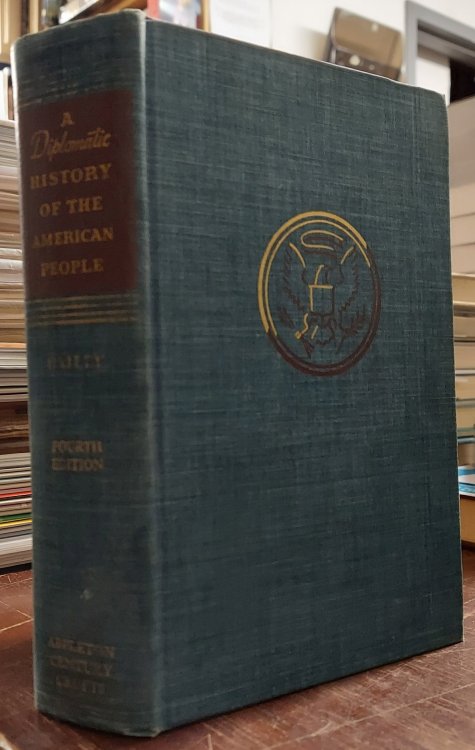 A
Diplomatic
HISTORY
OF THE
AMERICAN
PEOPLE
BAILEY
FOURTH
EDITION
APPLETON
CENTURY
CROFTS